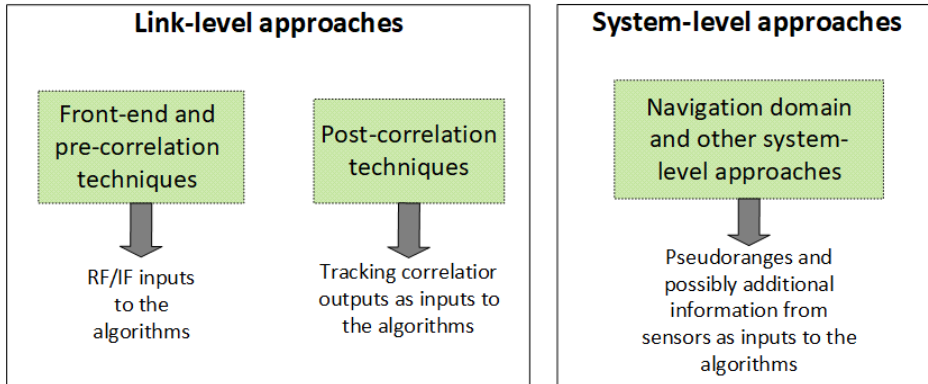 Link-level approaches
Front-end and
pre-correlation
techniques
RF/IF inputs
to the
algorithms
Post-correlation
techniques
Tracking correlatior
outputs as inputs to
the algorithms
System-level approaches
Navigation domain
and other system-
level approaches
Pseudoranges and
possibly additional
information from
sensors as inputs to the
algorithms